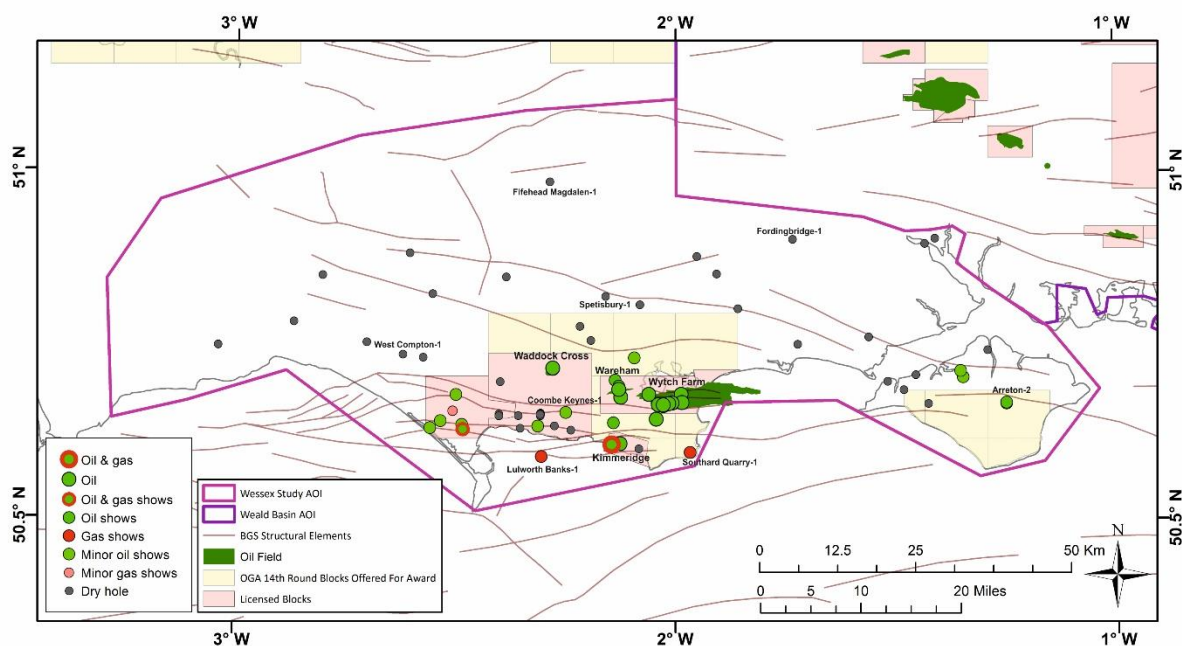 3° W
2° W
1° W
51° N
51° N
Fifehead Magdalen-1
Fordingbridge-1
Spetisbury-1
West Compton-1
Waddock Cross
Wareham
Wytch Farm
Coombe Keynes-1
Arreton-2
Kimmeridge
Lulworth Banks-1
Southard Quarry-1
50.5° N
50.5° N
Oil & gas
Oil
Oil & gas shows
Oil shows
Gas shows
Minor oil shows
Minor gas shows
Dry hole
Wessex Study AOI
Weald Basin AOI
BGS Structural Elements
Oil Field
OGA 14th Round Blocks Offered For Award
Licensed Blocks
N
0 12.5 25 50 Km
0 5 10 20 Miles
3° W
2° W
1° W